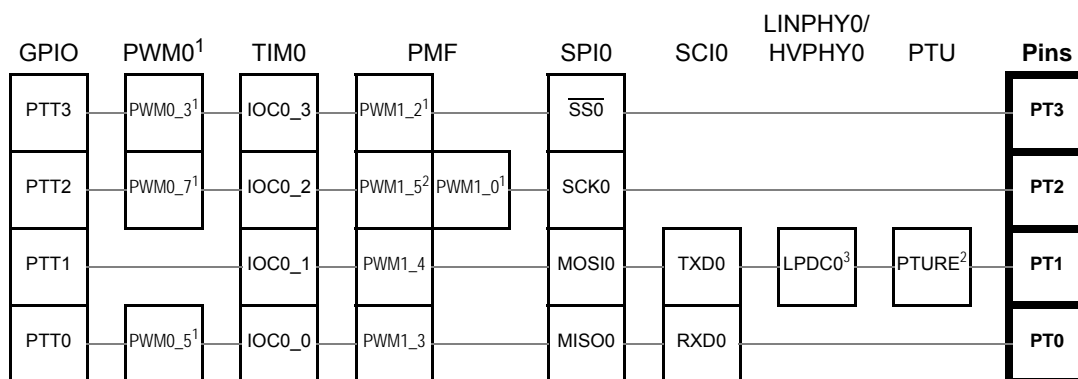 LINPHY0/
GPIO PWM0¹ TIM0 PMF SPI0 SCI0 HVPHY0 PTU Pins
PTT3 PWM0_3¹ IOC0_3 PWM1_2¹ S̅S̅0̅ PT3
PTT2 PWM0_7¹ IOC0_2 PWM1_5² PWM1_0¹ SCK0 PT2
PTT1 IOC0_1 PWM1_4 MOSI0 TXD0 LPDC0³ PTURE² PT1
PTT0 PWM0_5¹ IOC0_0 PWM1_3 MISO0 RXD0 PT0